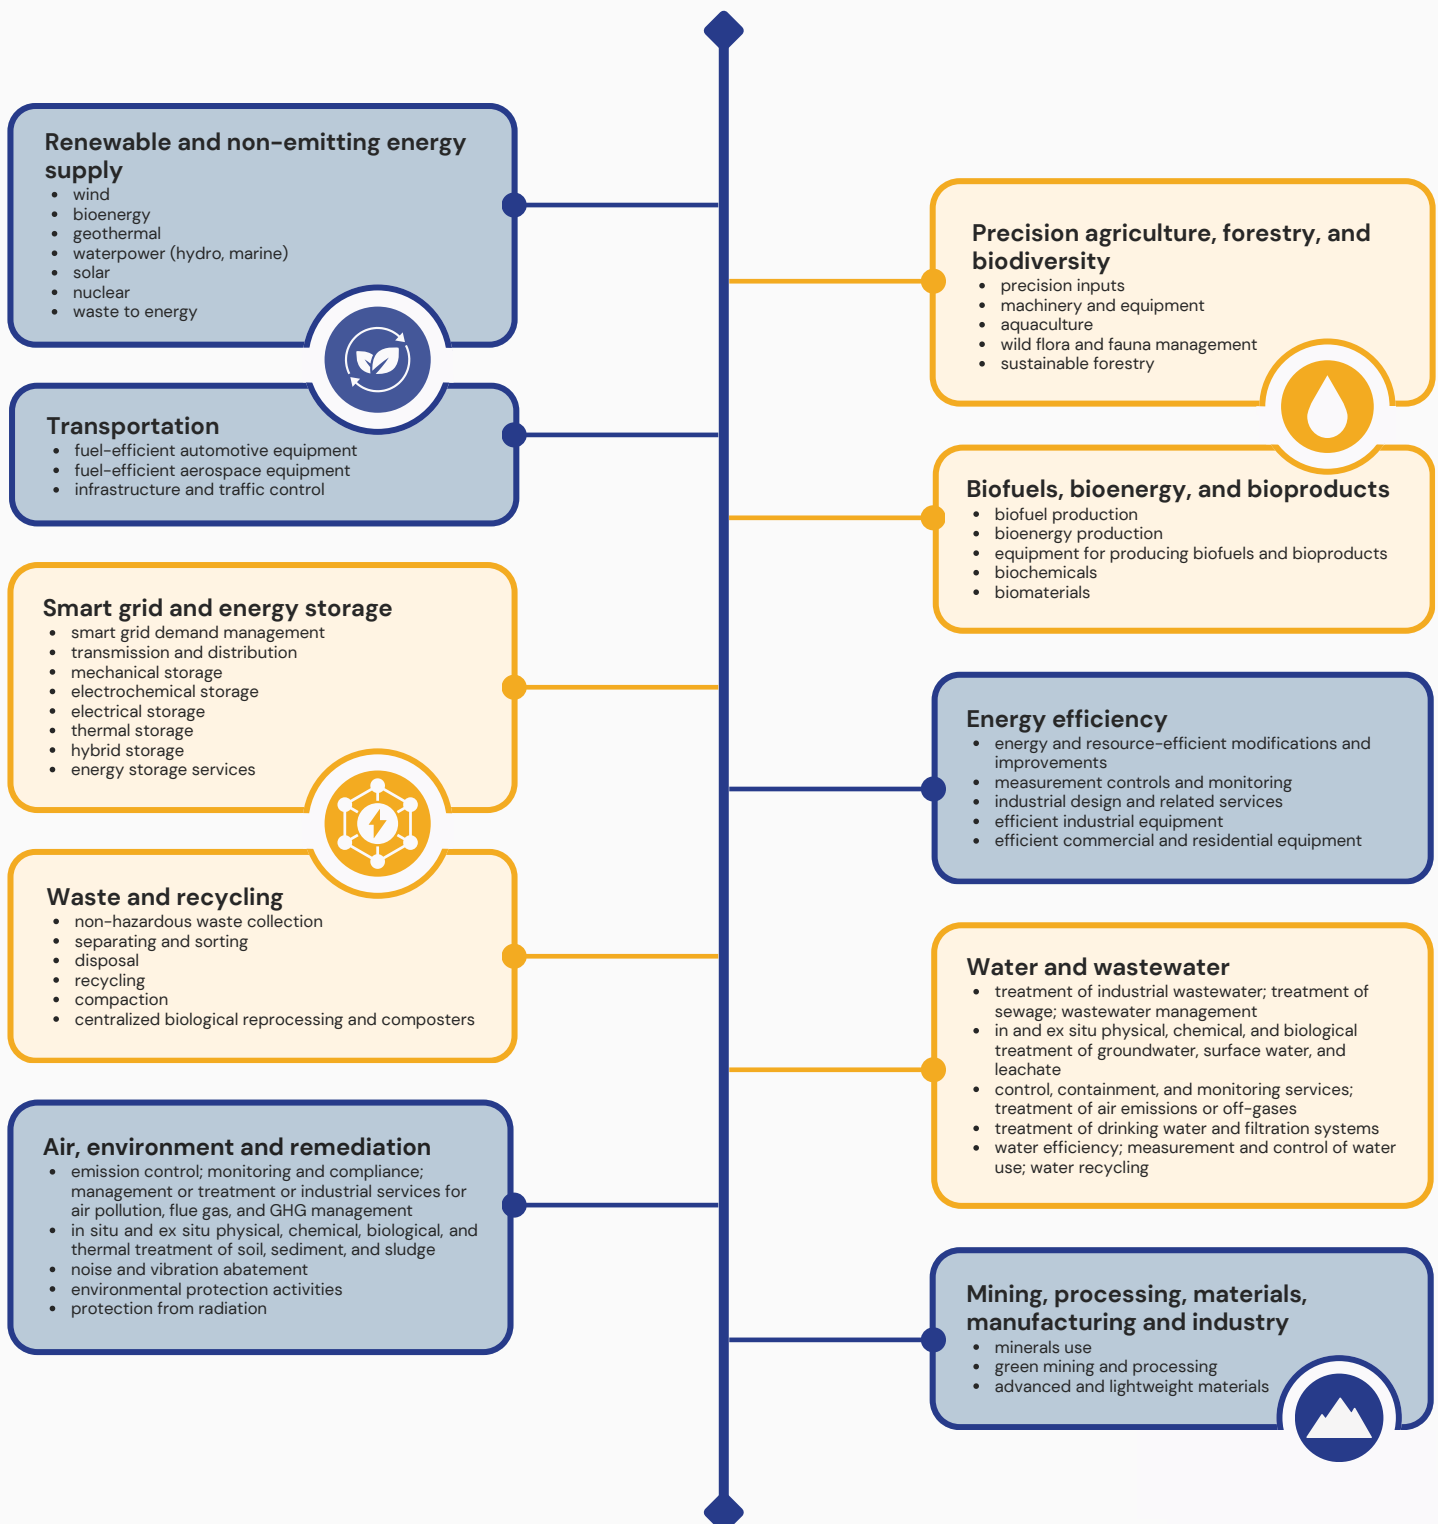 Renewable and non-emitting energy
supply
• wind
• bioenergy
• geothermal
• waterpower (hydro, marine)
• solar
• nuclear
• waste to energy
Transportation
• fuel-efficient automotive equipment
• fuel-efficient aerospace equipment
• infrastructure and traffic control
Smart grid and energy storage
• smart grid demand management
• transmission and distribution
• mechanical storage
• electrochemical storage
• electrical storage
• thermal storage
• hybrid storage
• energy storage services
Waste and recycling
• non-hazardous waste collection
• separating and sorting
• disposal
• recycling
• compaction
• centralized biological reprocessing and composters
Air, environment and remediation
• emission control; monitoring and compliance;
management or treatment or industrial services for
air pollution, flue gas, and GHG management
• in situ and ex situ physical, chemical, biological, and
thermal treatment of soil, sediment, and sludge
• noise and vibration abatement
• environmental protection activities
• protection from radiation
Precision agriculture, forestry, and
biodiversity
• precision inputs
• machinery and equipment
• aquaculture
• wild flora and fauna management
• sustainable forestry
Biofuels, bioenergy, and bioproducts
• biofuel production
• bioenergy production
• equipment for producing biofuels and bioproducts
• biochemicals
• biomaterials
Energy efficiency
• energy and resource-efficient modifications and
improvements
• measurement controls and monitoring
• industrial design and related services
• efficient industrial equipment
• efficient commercial and residential equipment
Water and wastewater
• treatment of industrial wastewater; treatment of
sewage; wastewater management
• in and ex situ physical, chemical, and biological
treatment of groundwater, surface water, and
leachate
• control, containment, and monitoring services;
treatment of air emissions or off-gases
• treatment of drinking water and filtration systems
• water efficiency; measurement and control of water
use; water recycling
Mining, processing, materials,
manufacturing and industry
• minerals use
• green mining and processing
• advanced and lightweight materials